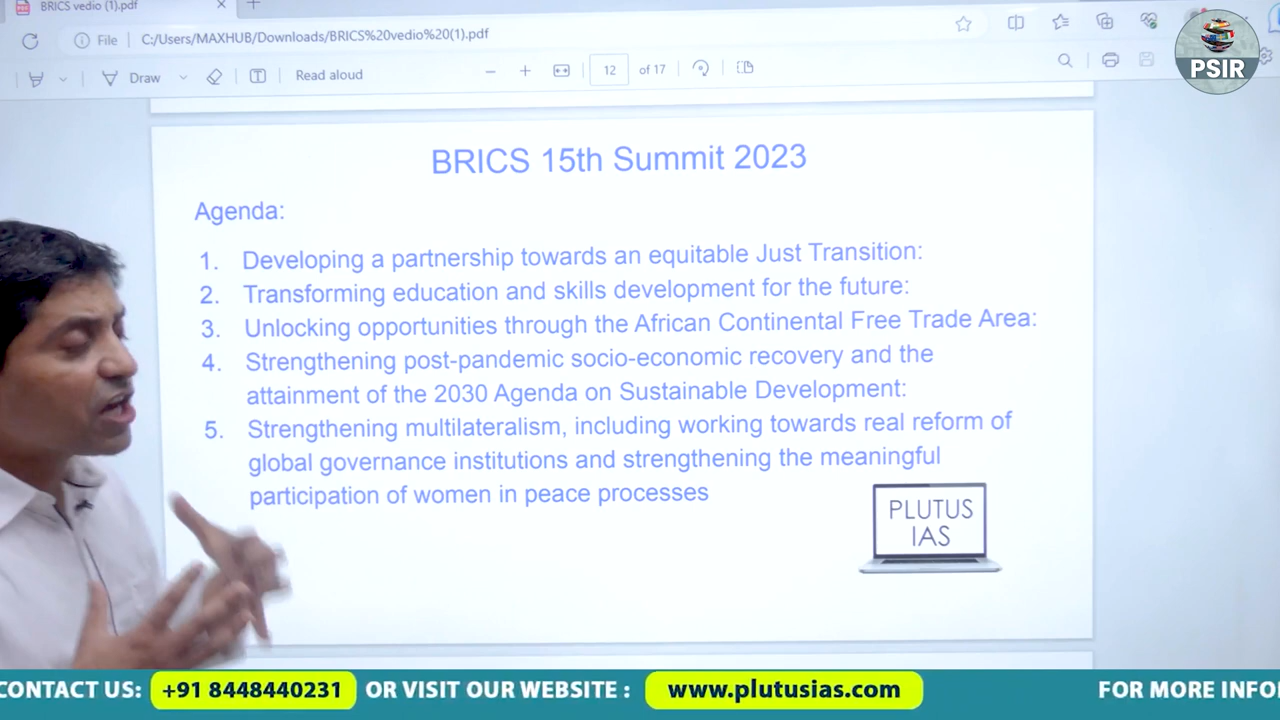 BRICS vedio (1).pdf
File
C:/Users/MAXHUB/Downloads/BRICS%20vedio%20(1).pdf
Draw
Read aloud
12
of 17
PSIR
BRICS 15th Summit 2023
Agenda:
1. Developing a partnership towards an equitable Just Transition:
2. Transforming education and skills development for the future:
3. Unlocking opportunities through the African Continental Free Trade Area:
4. Strengthening post-pandemic socio-economic recovery and the
attainment of the 2030 Agenda on Sustainable Development:
5. Strengthening multilateralism, including working towards real reform of
global governance institutions and strengthening the meaningful
participation of women in peace processes
PLUTUS
IAS
CONTACT US: +91 8448440231 OR VISIT OUR WEBSITE : www.plutusias.com FOR MORE INFO